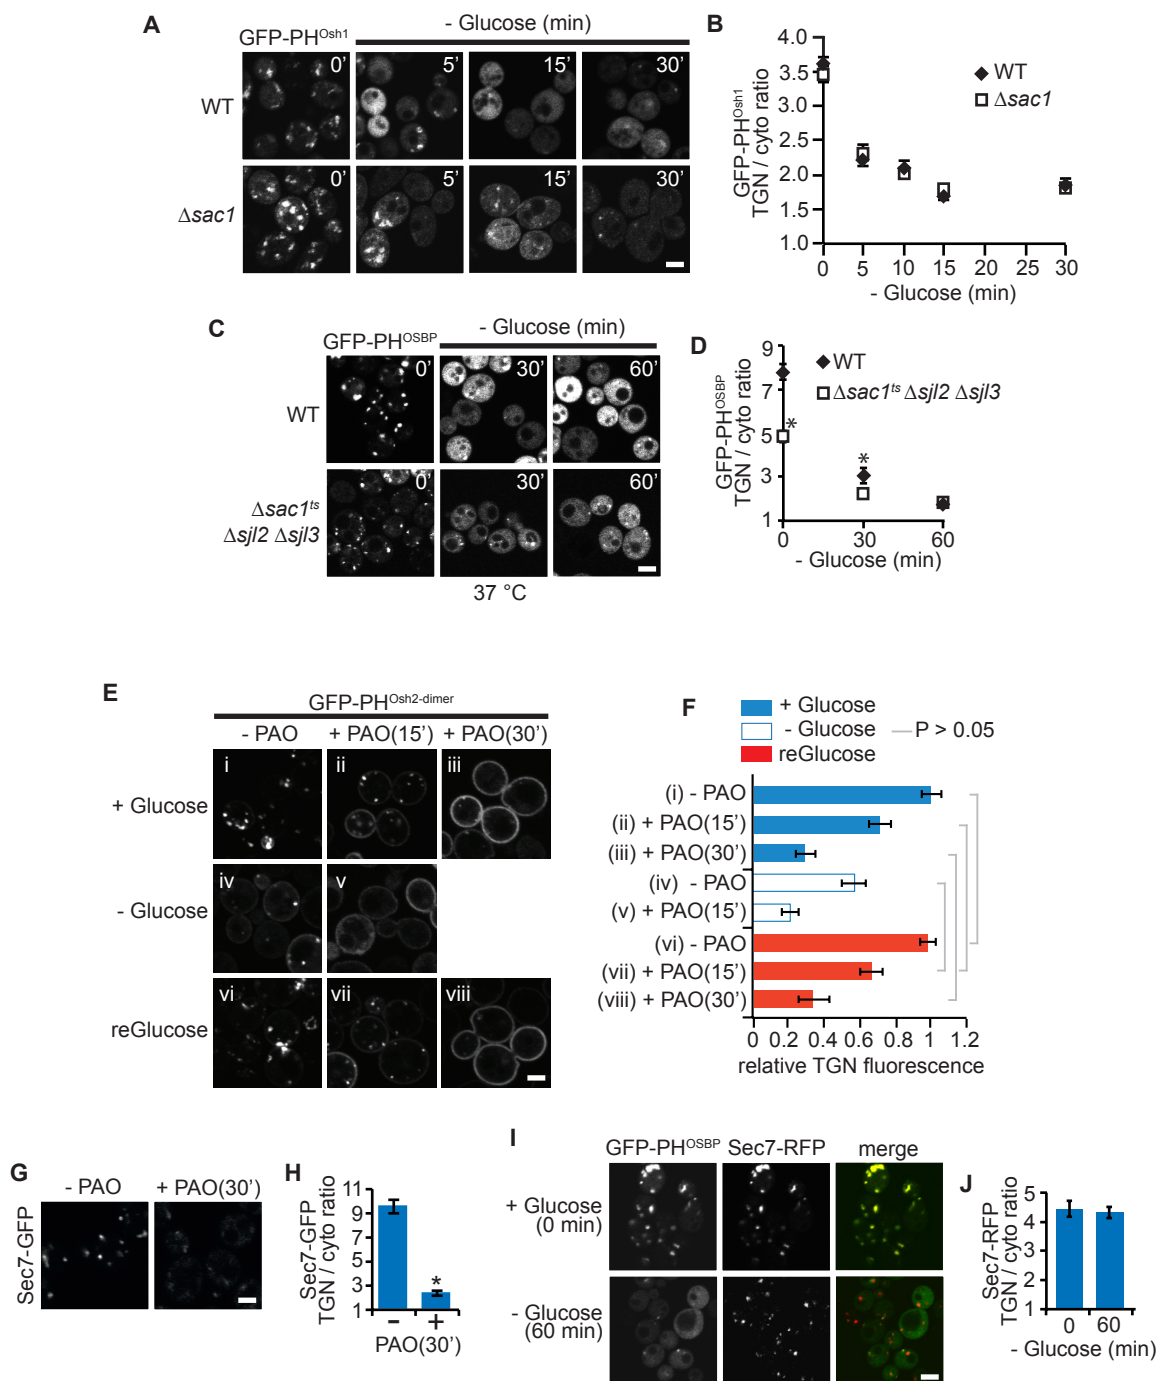 A
- Glucose (min)
GFP-PH^Osh1
0’ 5’ 15’ 30’
WT
0’ 5’ 15’ 30’
Δsac1
B
4.0
3.5
3.0
2.5
2.0
1.5
1.0
GFP-PH^Osh1
TGN / cyto ratio
WT
Δsac1
0 5 10 15 20 25 30
- Glucose (min)
C
- Glucose (min)
GFP-PH^OSBP
0’ 30’ 60’
WT
0’ 30’ 60’
Δsac1^ts
Δsjl2 Δsjl3
37 °C
D
9
7
5
3
1
GFP-PH^OSBP
TGN / cyto ratio
WT
Δsac1^ts Δsjl2 Δsjl3
*
*
0 30 60
- Glucose (min)
E
GFP-PH^Osh2-dimer
- PAO + PAO(15’) + PAO(30’)
i ii iii
+ Glucose
iv v
- Glucose
vi vii viii
reGlucose
F
+ Glucose
- Glucose
P > 0.05
reGlucose
(i) - PAO
(ii) + PAO(15’)
(iii) + PAO(30’)
(iv) - PAO
(v) + PAO(15’)
(vi) - PAO
(vii) + PAO(15’)
(viii) + PAO(30’)
0 0.2 0.4 0.6 0.8 1 1.2
relative TGN fluorescence
G
- PAO + PAO(30’)
Sec7-GFP
H
11
9
7
5
3
1
Sec7-GFP
TGN / cyto ratio
*
− +
PAO(30’)
I
GFP-PH^OSBP Sec7-RFP merge
+ Glucose
(0 min)
- Glucose
(60 min)
J
5
4
3
2
1
Sec7-RFP
TGN / cyto ratio
0 60
- Glucose (min)